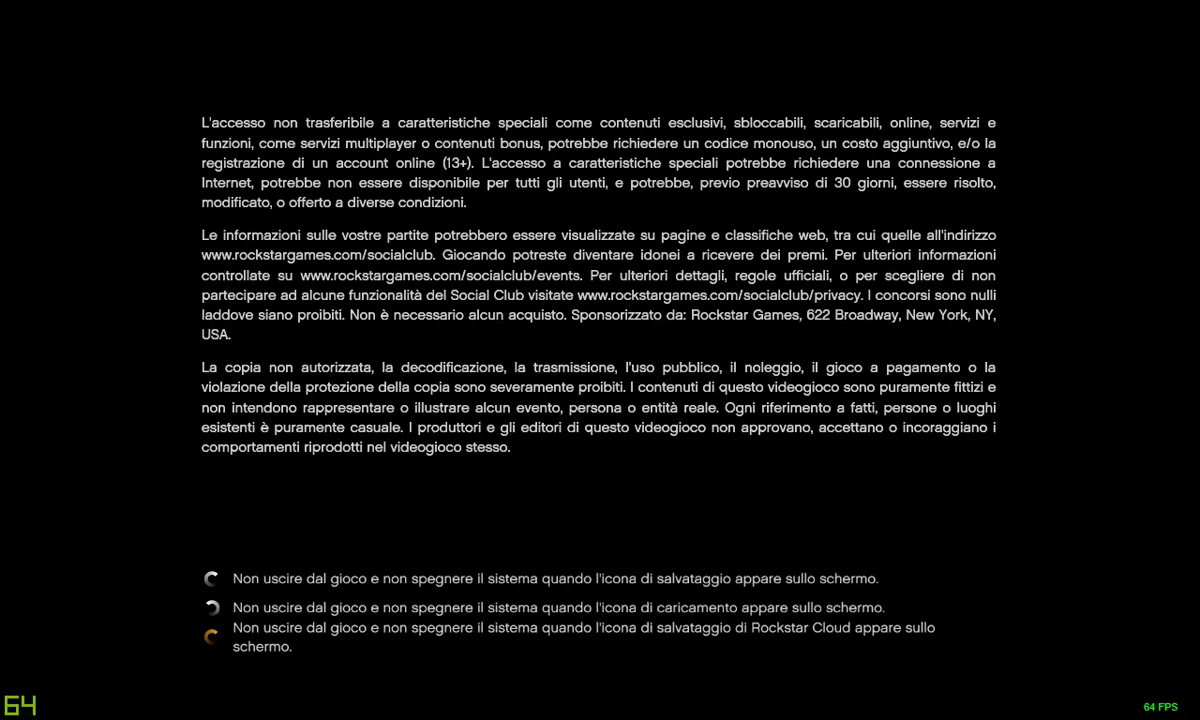 L'accesso non trasferibile a caratteristiche speciali come contenuti esclusivi, sbloccabili, scaricabili, online, servizi e
funzioni, come servizi multiplayer o contenuti bonus, potrebbe richiedere un codice monouso, un costo aggiuntivo, e/o la
registrazione di un account online (13+). L'accesso a caratteristiche speciali potrebbe richiedere una connessione a
Internet, potrebbe non essere disponibile per tutti gli utenti, e potrebbe, previo preavviso di 30 giorni, essere risolto,
modificato, o offerto a diverse condizioni.
Le informazioni sulle vostre partite potrebbero essere visualizzate su pagine e classifiche web, tra cui quelle all'indirizzo
www.rockstargames.com/socialclub. Giocando potreste diventare idonei a ricevere dei premi. Per ulteriori informazioni
controllate su www.rockstargames.com/socialclub/events. Per ulteriori dettagli, regole ufficiali, o per scegliere di non
partecipare ad alcune funzionalità del Social Club visitate www.rockstargames.com/socialclub/privacy. I concorsi sono nulli
laddove siano proibiti. Non è necessario alcun acquisto. Sponsorizzato da: Rockstar Games, 622 Broadway, New York, NY,
USA.
La copia non autorizzata, la decodificazione, la trasmissione, l'uso pubblico, il noleggio, il gioco a pagamento o la
violazione della protezione della copia sono severamente proibiti. I contenuti di questo videogioco sono puramente fittizi e
non intendono rappresentare o illustrare alcun evento, persona o entità reale. Ogni riferimento a fatti, persone o luoghi
esistenti è puramente casuale. I produttori e gli editori di questo videogioco non approvano, accettano o incoraggiano i
comportamenti riprodotti nel videogioco stesso.
Non uscire dal gioco e non spegnere il sistema quando l'icona di salvataggio appare sullo schermo.
Non uscire dal gioco e non spegnere il sistema quando l'icona di caricamento appare sullo schermo.
Non uscire dal gioco e non spegnere il sistema quando l'icona di salvataggio di Rockstar Cloud appare sullo
schermo.
64
64 FPS